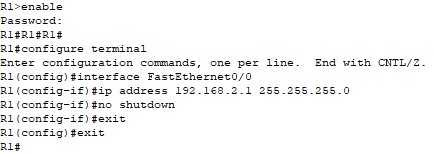 R1>enable
Password:
R1#R1#R1#
R1#configure terminal
Enter configuration commands, one per line.  End with CNTL/Z.
R1(config)#interface FastEthernet0/0
R1(config-if)#ip address 192.168.2.1 255.255.255.0
R1(config-if)#no shutdown
R1(config-if)#exit
R1(config)#exit
R1#